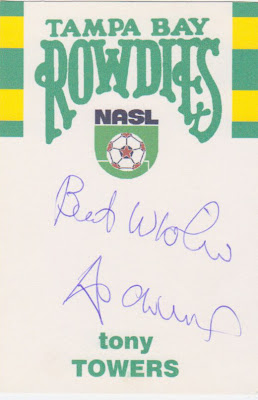 TAMPA BAY
ROWDIES
NASL
Best Wishes
tony
TOWERS